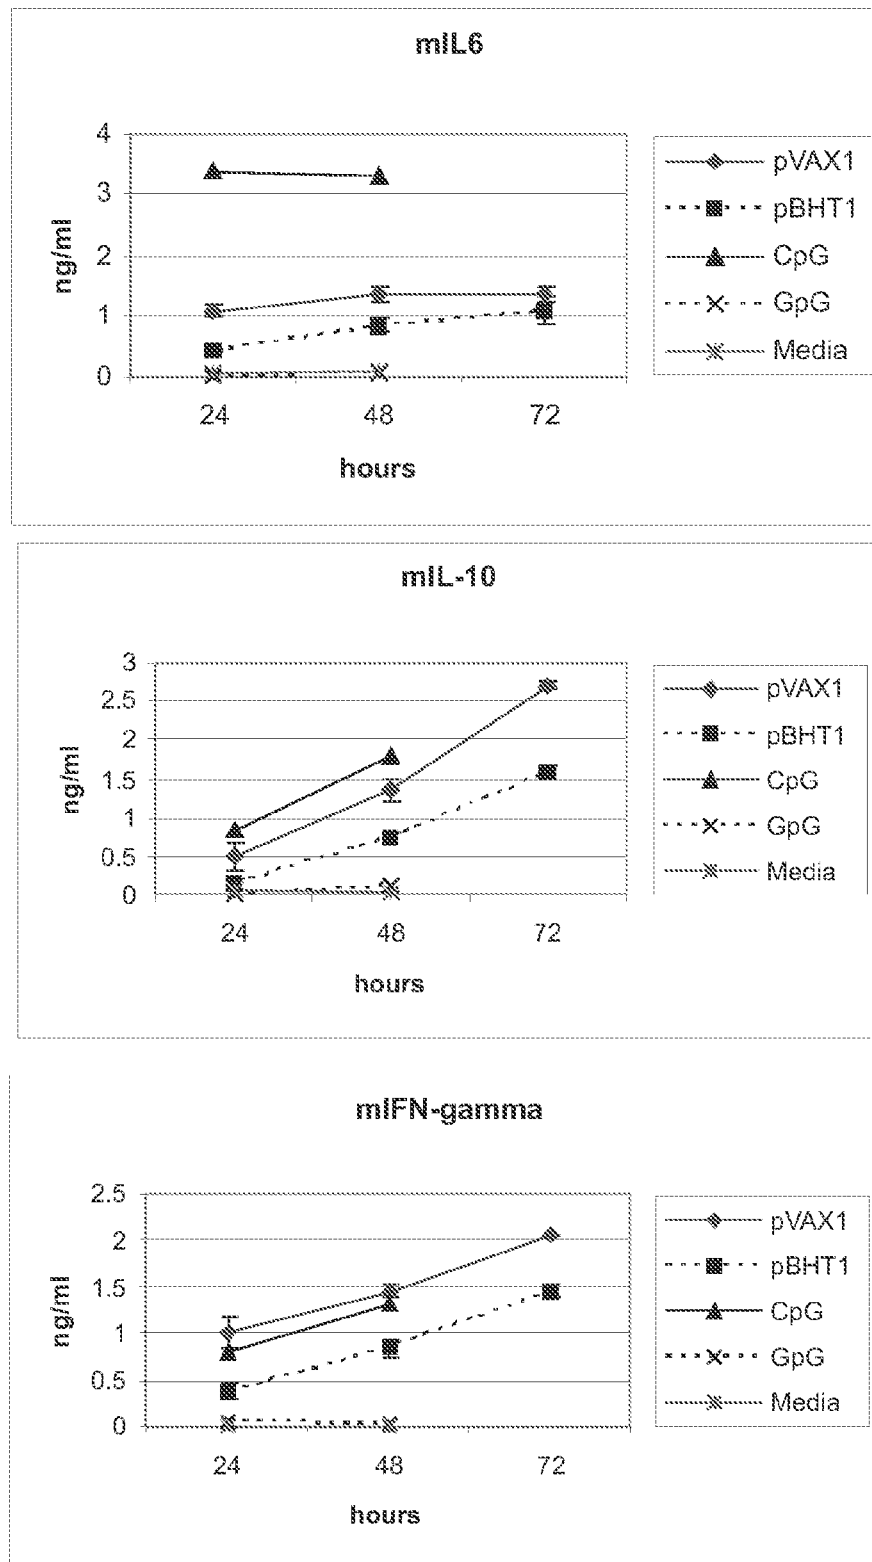 mIL6
4
3
2
1
0
ng/ml
24 48 72
hours
pVAX1
pBHT1
CpG
GpG
Media
mIL-10
3
2.5
2
1.5
1
0.5
0
ng/ml
24 48 72
hours
pVAX1
pBHT1
CpG
GpG
Media
mIFN-gamma
2.5
2
1.5
1
0.5
0
ng/ml
24 48 72
hours
pVAX1
pBHT1
CpG
GpG
Media